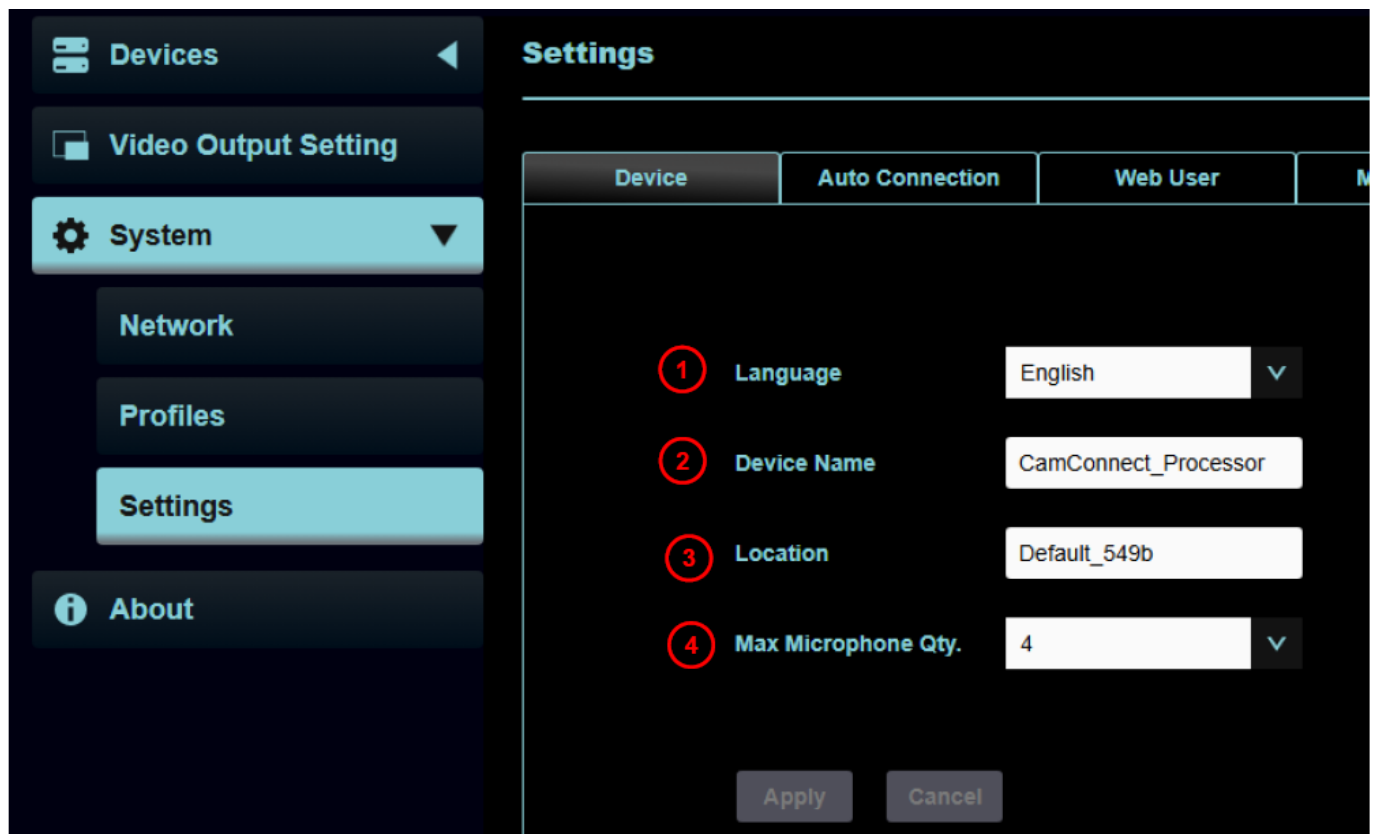 Devices
Video Output Setting
System
Network
Profiles
Settings
About
Settings
Device Auto Connection Web User
1 Language English
2 Device Name CamConnect_Processor
3 Location Default_549b
4 Max Microphone Qty. 4
Apply Cancel